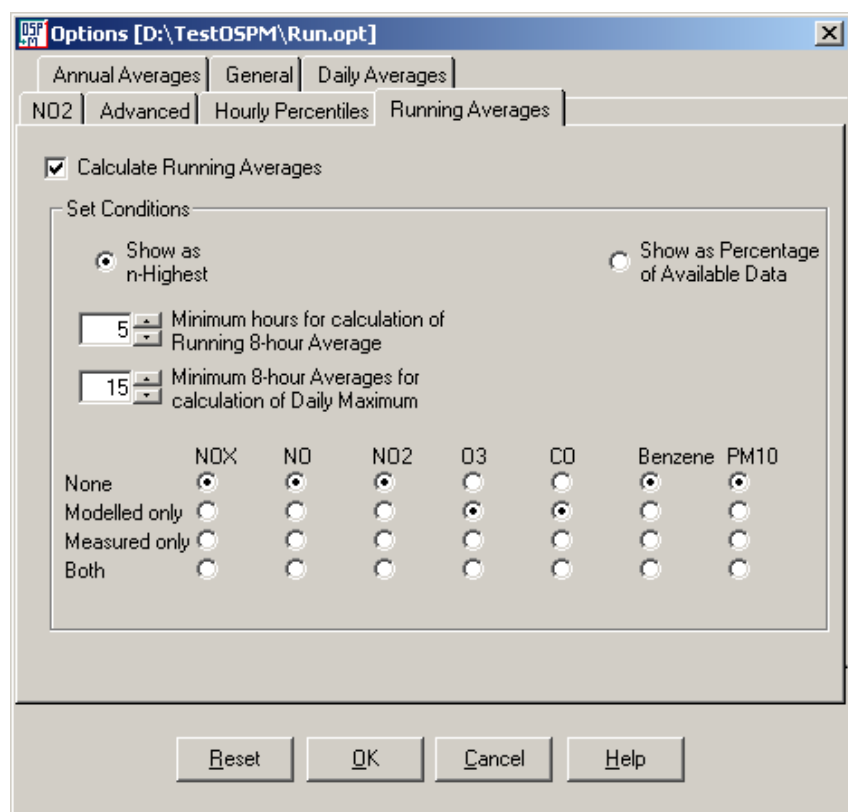 OSP M
Options [D:\TestOSPM\Run.opt]
Annual Averages General Daily Averages
NO2 Advanced Hourly Percentiles Running Averages
Calculate Running Averages
Set Conditions
Show as
n-Highest
Show as Percentage
of Available Data
5 Minimum hours for calculation of
Running 8-hour Average
15 Minimum 8-hour Averages for
calculation of Daily Maximum
NOX NO NO2 O3 CO Benzene PM10
None
Modelled only
Measured only
Both
Reset OK Cancel Help